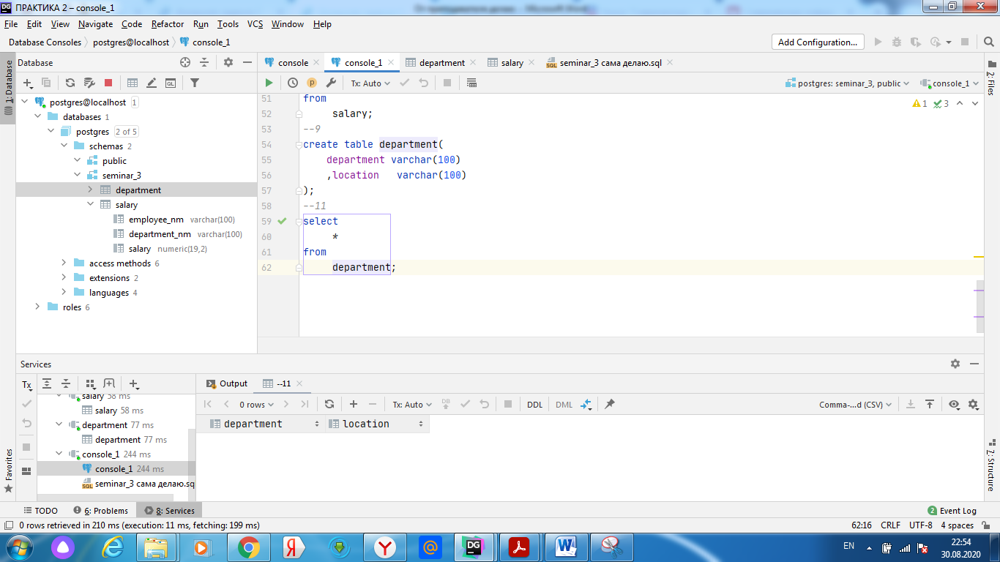 ПРАКТИКА 2 – console_1
File Edit View Navigate Code Refactor Run Tools VCS Window Help
Database Consoles postgres@localhost console_1
Add Configuration...
1: Database
Database
console console_1 department salary seminar_3 сама делаю.sql
2: Files
Tx: Auto
postgres: seminar_3, public console_1
postgres@localhost 1
databases 1
postgres 2 of 5
schemas 2
public
seminar_3
department
salary
employee_nm varchar(100)
department_nm varchar(100)
salary numeric(19,2)
access methods 6
extensions 2
languages 4
roles 6
1 3
51 from
52 salary;
53 --9
54 create table department(
55 department varchar(100)
56 ,location varchar(100)
57 );
58 --11
59 select
60 *
61 from
62 department;
Services
Tx
salary 58 ms
salary 58 ms
department 77 ms
department 77 ms
console_1 244 ms
console_1 244 ms
seminar_3 сама делаю.sq
Output --11
0 rows Tx: Auto DB DDL DML Comma-...d (CSV)
department location
Favorites
7: Structure
TODO 6: Problems 8: Services
2 Event Log
0 rows retrieved in 210 ms (execution: 11 ms, fetching: 199 ms)
62:16 CRLF UTF-8 4 spaces
EN
22:54
30.08.2020